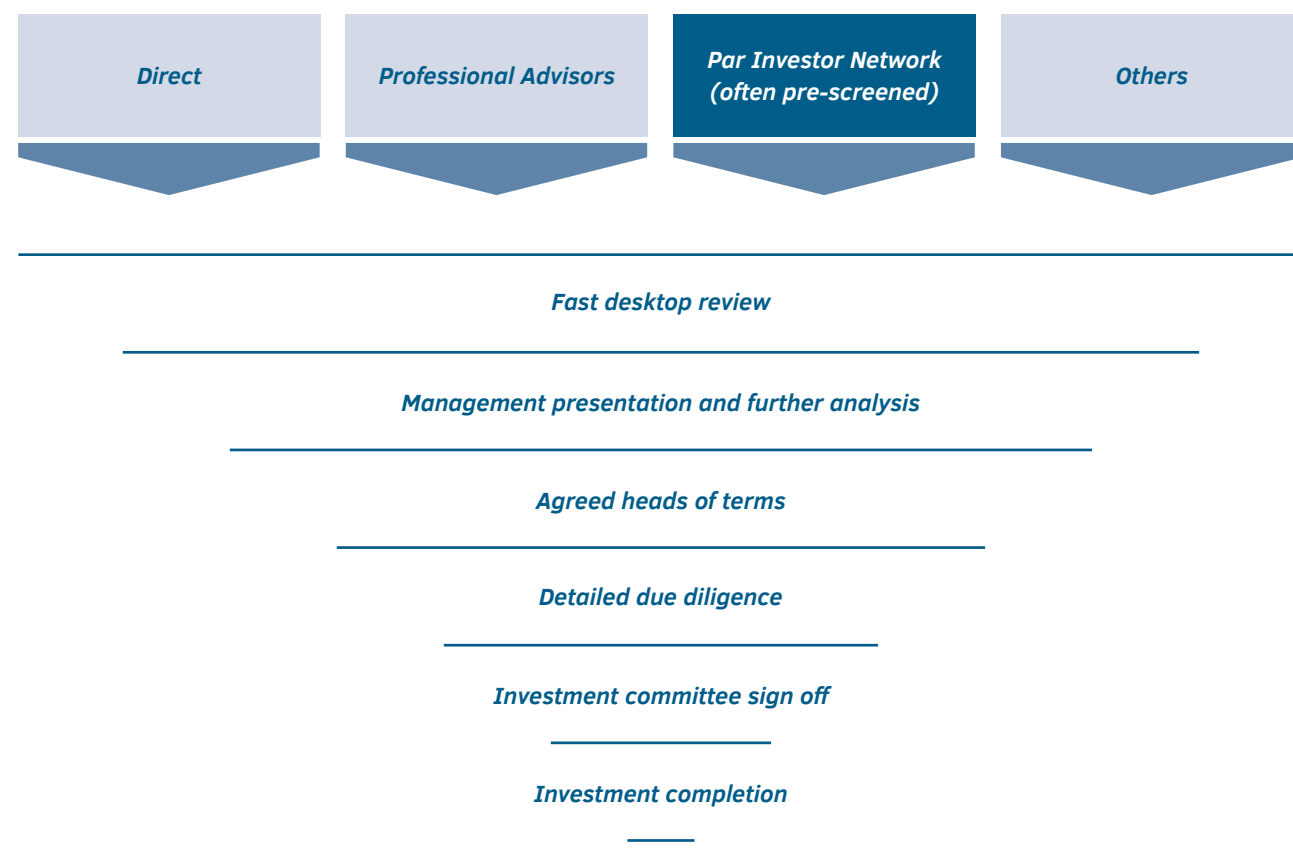 Direct
Professional Advisors
Par Investor Network
(often pre-screened)
Others
Fast desktop review
Management presentation and further analysis
Agreed heads of terms
Detailed due diligence
Investment committee sign off
Investment completion